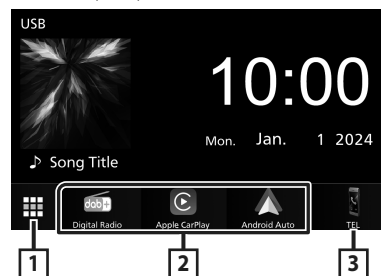 USB
10:00
Mon. Jan. 1 2024
♪ Song Title
dab+
Digital Radio
Apple CarPlay
Android Auto
TEL
1
2
3